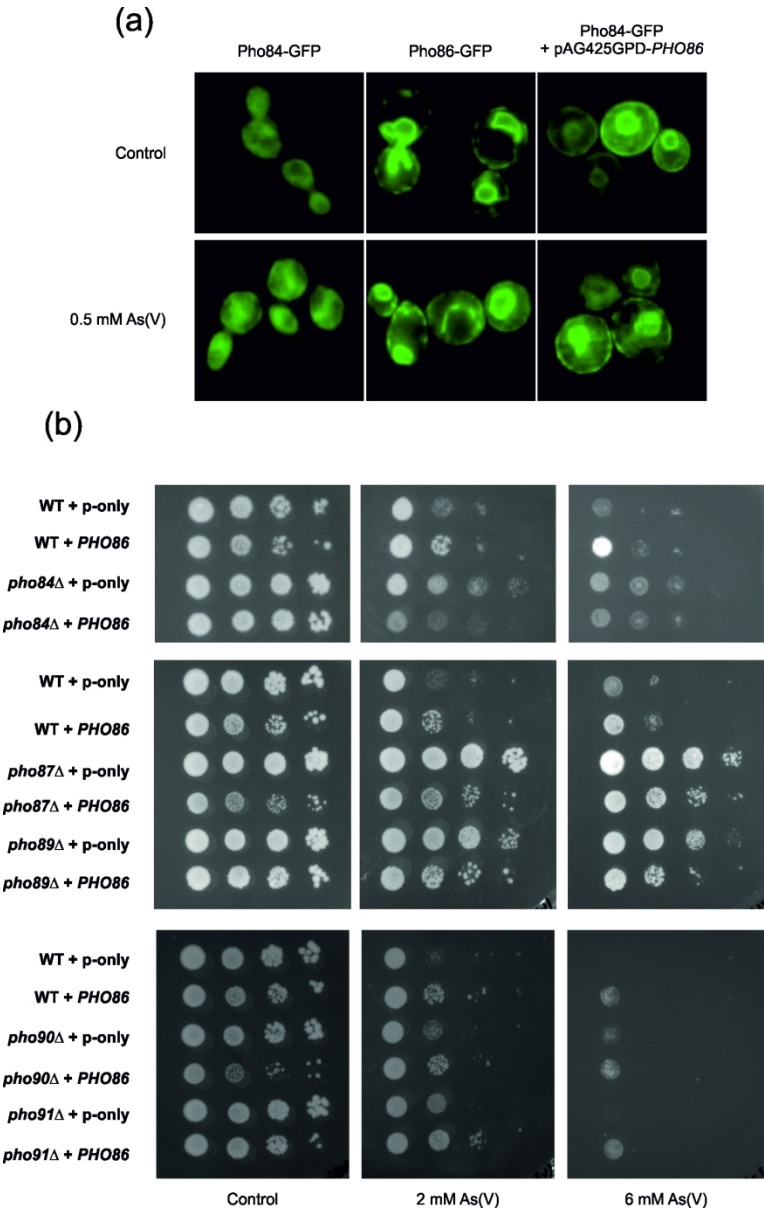 (a)
Pho84-GFP
Pho86-GFP
Pho84-GFP
+ pAG425GPD-PHO86
Control
0.5 mM As(V)
(b)
WT + p-only
WT + PHO86
pho84Δ + p-only
pho84Δ + PHO86
WT + p-only
WT + PHO86
pho87Δ + p-only
pho87Δ + PHO86
pho89Δ + p-only
pho89Δ + PHO86
WT + p-only
WT + PHO86
pho90Δ + p-only
pho90Δ + PHO86
pho91Δ + p-only
pho91Δ + PHO86
Control
2 mM As(V)
6 mM As(V)